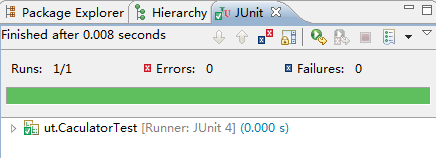 Package Explorer Hierarchy JUnit
Finished after 0.008 seconds
Runs: 1/1 Errors: 0 Failures: 0
ut.CaculatorTest [Runner: JUnit 4] (0.000 s)